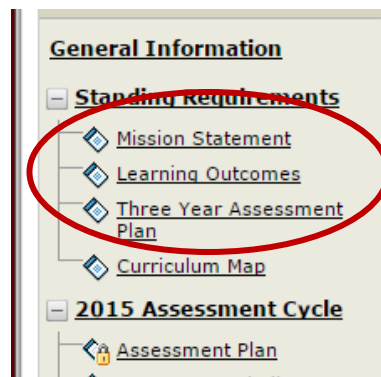 General Information
Standing Requirements
Mission Statement
Learning Outcomes
Three Year Assessment
Plan
Curriculum Map
2015 Assessment Cycle
Assessment Plan